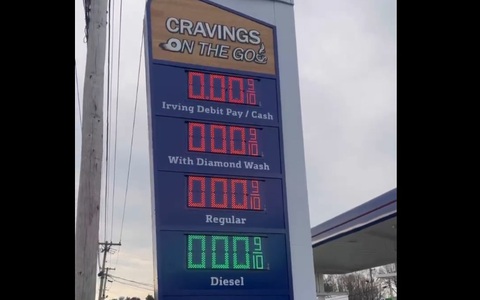 CRAVINGS
ON THE GO
0.00 9/10
Irving Debit Pay / Cash
0.00 9/10
With Diamond Wash
0.00 9/10
Regular
0.00 9/10
Diesel